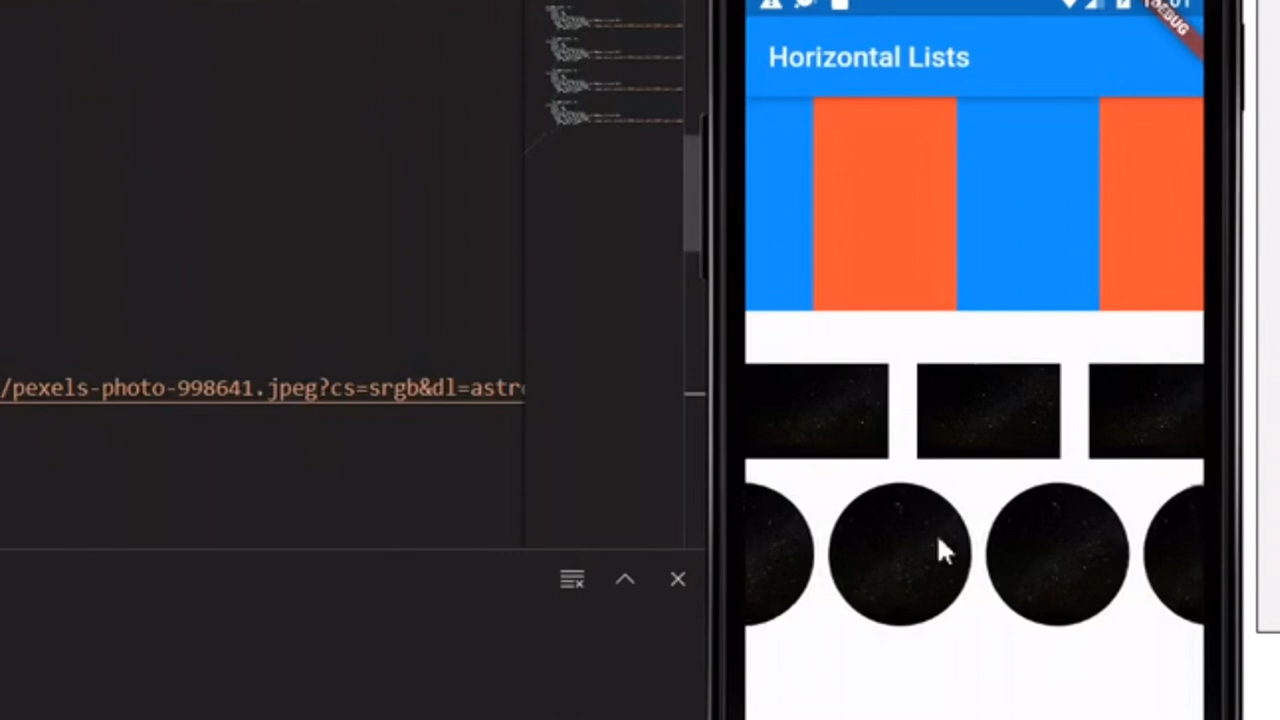 Horizontal Lists
/pexels-photo-998641.jpeg?cs=srgb&dl=astr